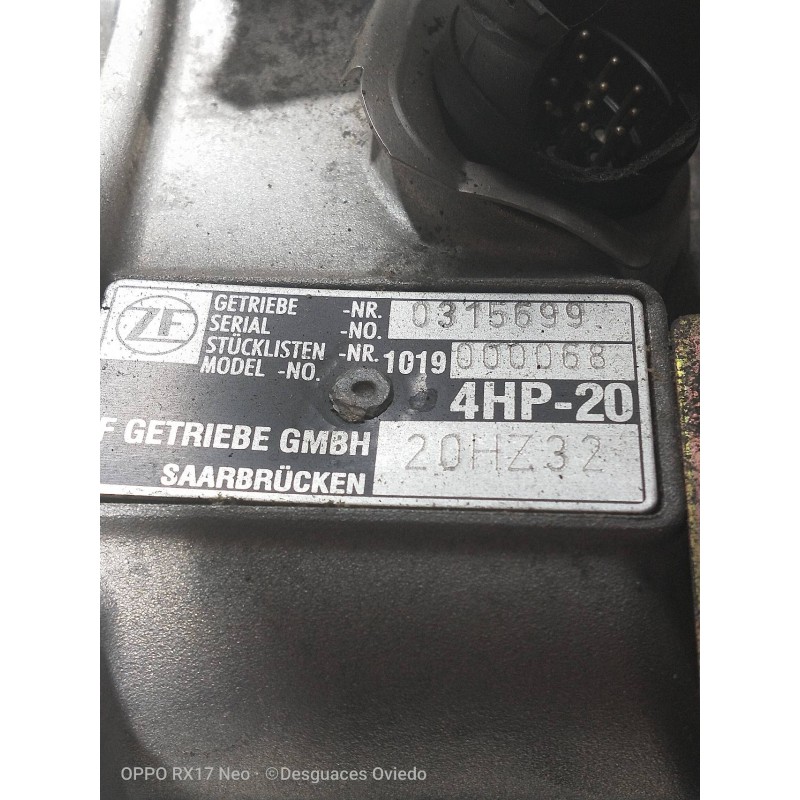 ZF
GETRIEBE -NR. 0315699
SERIAL -NO.
STÜCKLISTEN -NR. 1019 000068
MODEL -NO.
4HP-20
F GETRIEBE GMBH 20HZ32
SAARBRÜCKEN
OPPO RX17 Neo · ©Desguaces Oviedo